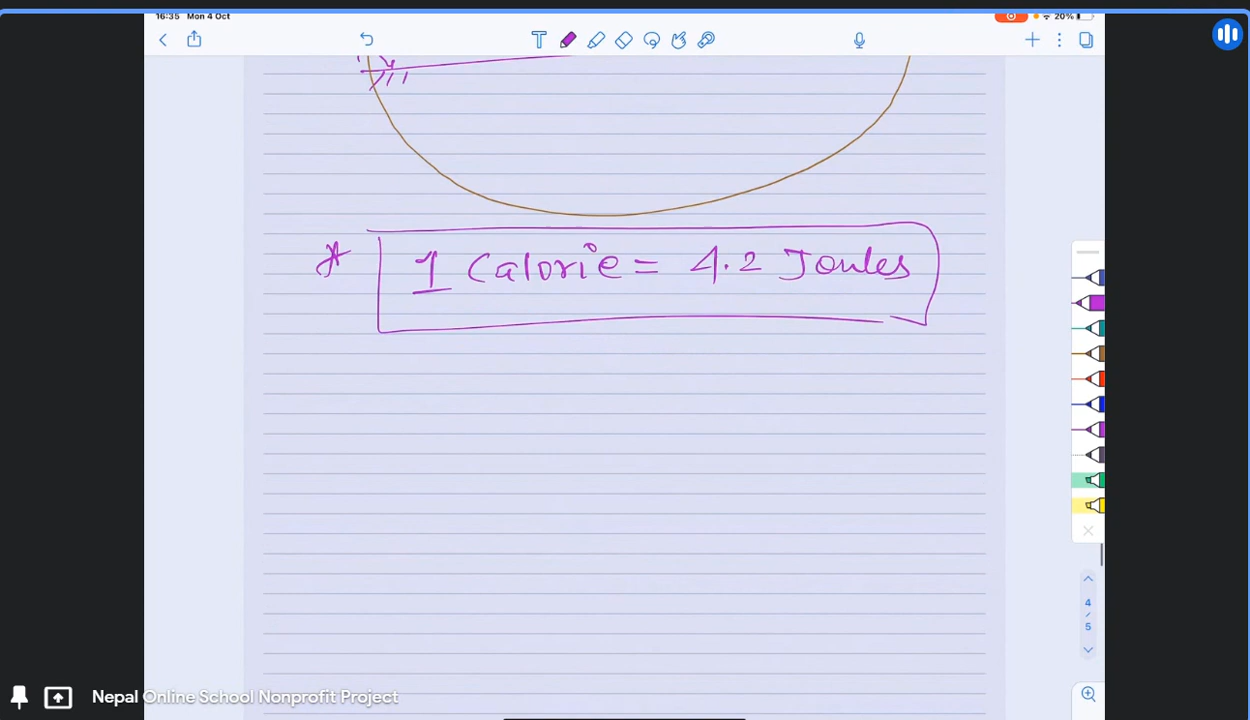 16:35 Mon 4 Oct
20%
T
* 1 Calorie = 4.2 Joules
4
5
Nepal Online School Nonprofit Project